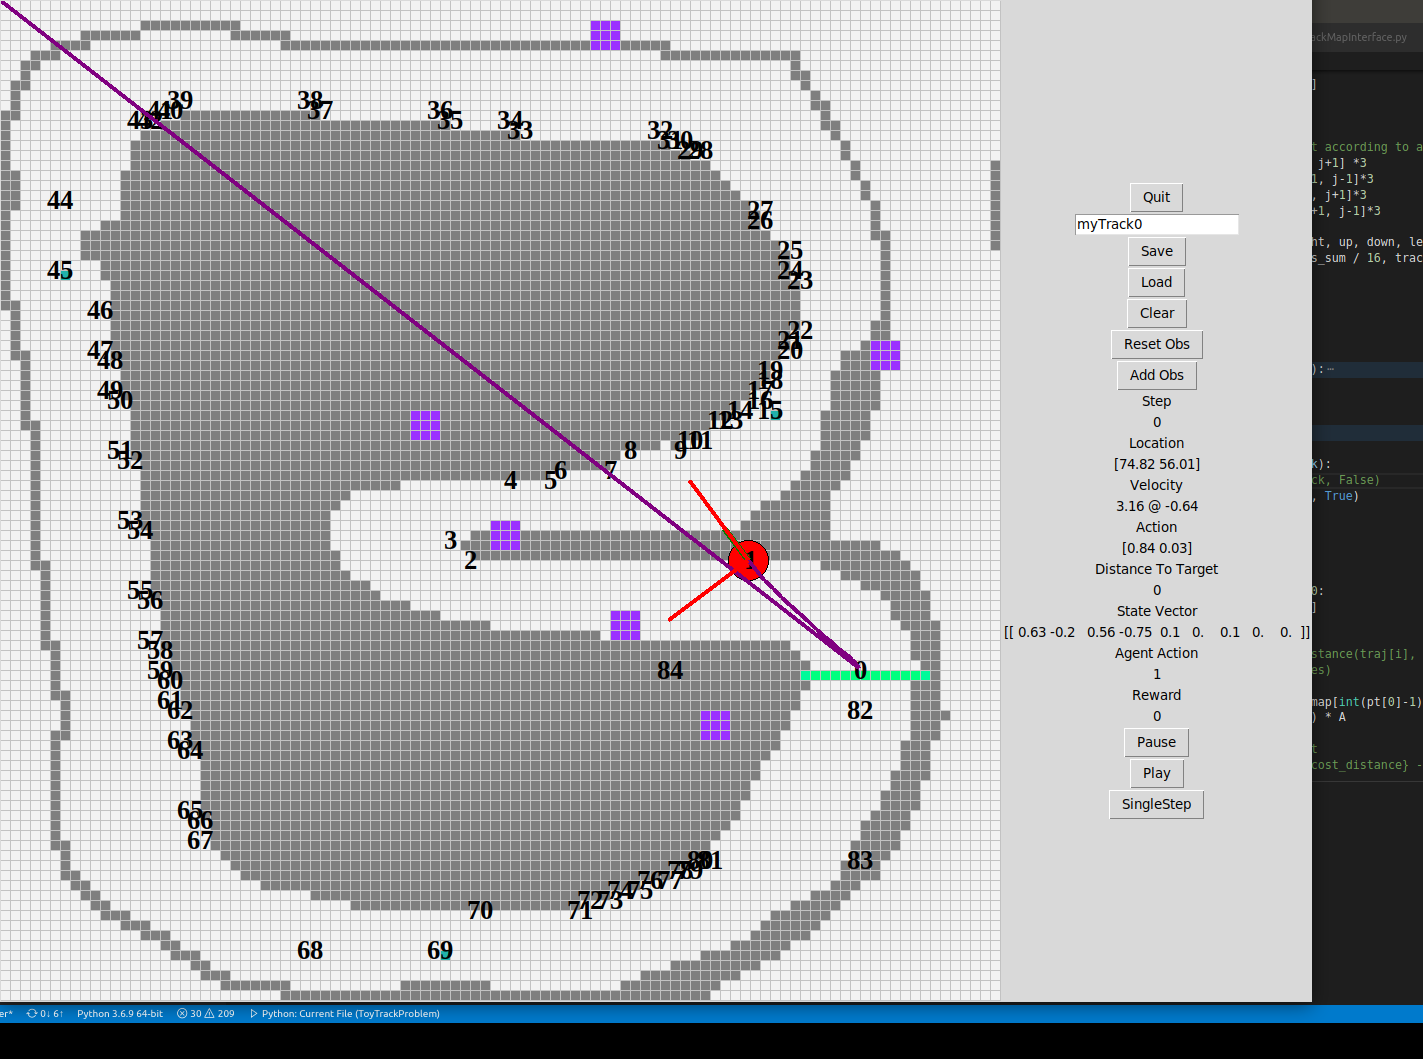 ackMapInterface.py
Quit
myTrack0
Save
Load
Clear
Reset Obs
Add Obs
Step
0
Location
[74.82 56.01]
Velocity
3.16 @ -0.64
Action
[0.84 0.03]
Distance To Target
0
State Vector
[[ 0.63 -0.2 0.56 -0.75 0.1 0. 0.1 0. 0. ]]
Agent Action
1
Reward
0
Pause
Play
SingleStep
]
t according to a
j+1] *3
1, j-1]*3
, j+1]*3
+1, j-1]*3
ht, up, down, le
s_sum / 16, trac
):
k):
ck, False)
, True)
0:
]
stance(traj[i],
es)
map[int(pt[0]-1)
) * A
t
cost_distance} -
39
38
40
41
37
36
35
34
33
32
30
29
28
44
27
26
25
24
45
23
46
22
21
47
20
48
19
18
49
17
50
16
14
15
12
13
10
11
51
9
8
52
6
7
4
5
53
54
3
2
1
55
56
57
58
59
84
0
60
61
62
82
63
64
65
66
67
80
81
83
79
76
77
74
75
72
73
70
71
68
69
er*
0↓ 6↑
Python 3.6.9 64-bit
30
209
Python: Current File (ToyTrackProblem)